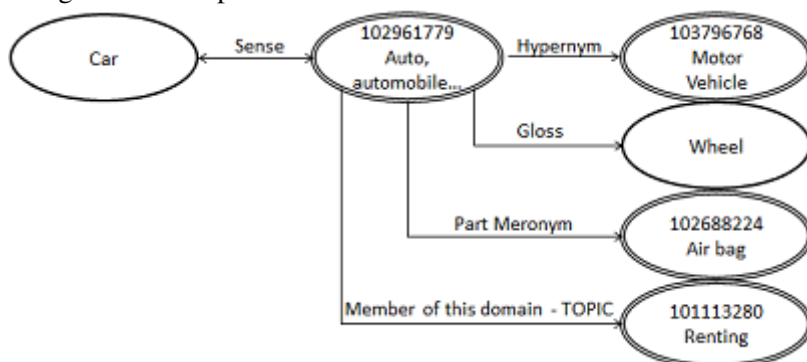 Car
Sense
102961779
Auto,
automobile...
Hypernym
103796768
Motor
Vehicle
Gloss
Wheel
Part Meronym
102688224
Air bag
Member of this domain - TOPIC
101113280
Renting